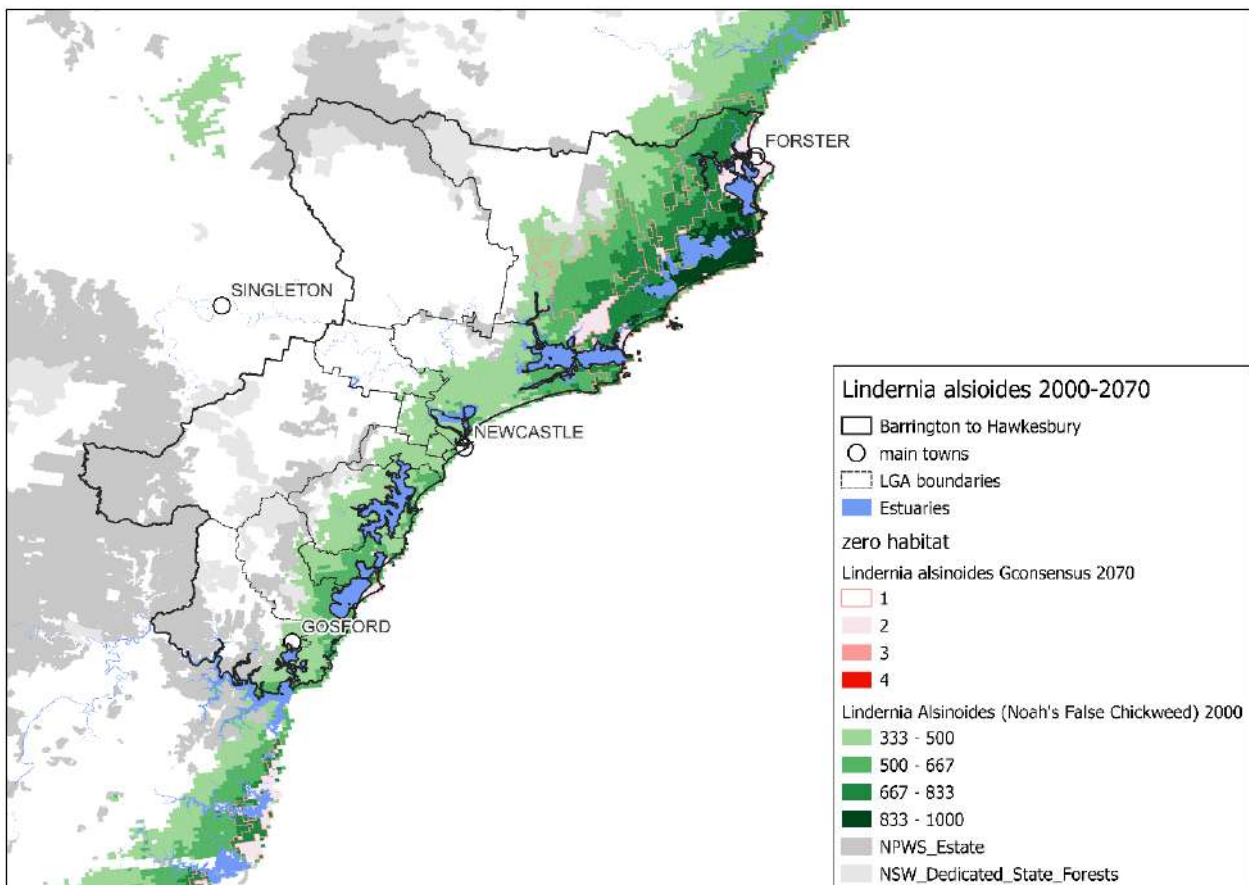 FORSTER
SINGLETON
NEWCASTLE
GOSFORD
Lindernia alsioides 2000-2070
Barrington to Hawkesbury
main towns
LGA boundaries
Estuaries
zero habitat
Lindernia alsinoides Gconsensus 2070
1
2
3
4
Lindernia Alsinoides (Noah's False Chickweed) 2000
333 - 500
500 - 667
667 - 833
833 - 1000
NPWS_Estate
NSW_Dedicated_State_Forests